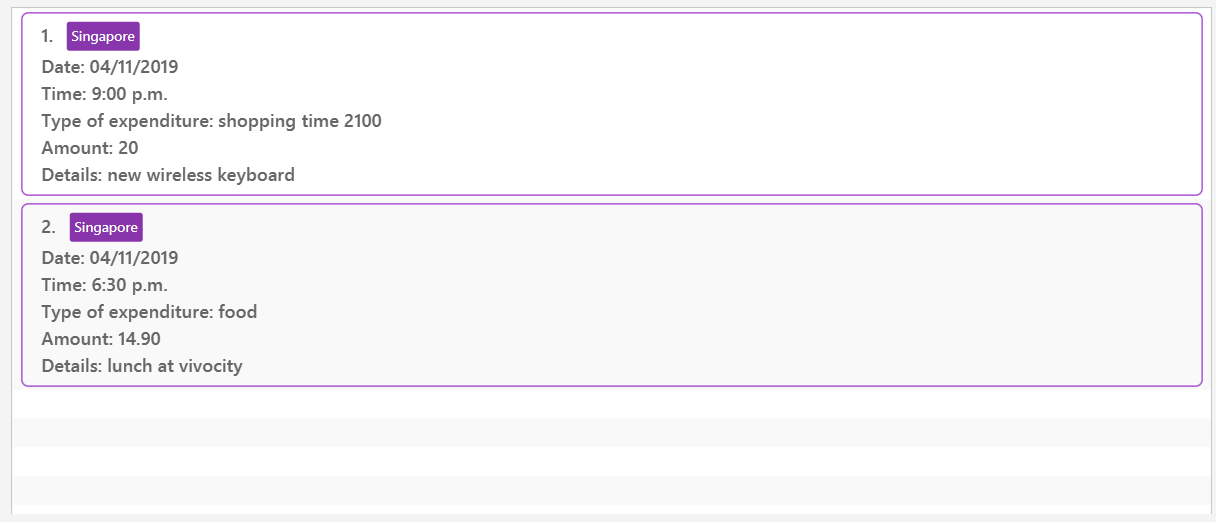 1. Singapore
Date: 04/11/2019
Time: 9:00 p.m.
Type of expenditure: shopping time 2100
Amount: 20
Details: new wireless keyboard
2. Singapore
Date: 04/11/2019
Time: 6:30 p.m.
Type of expenditure: food
Amount: 14.90
Details: lunch at vivocity